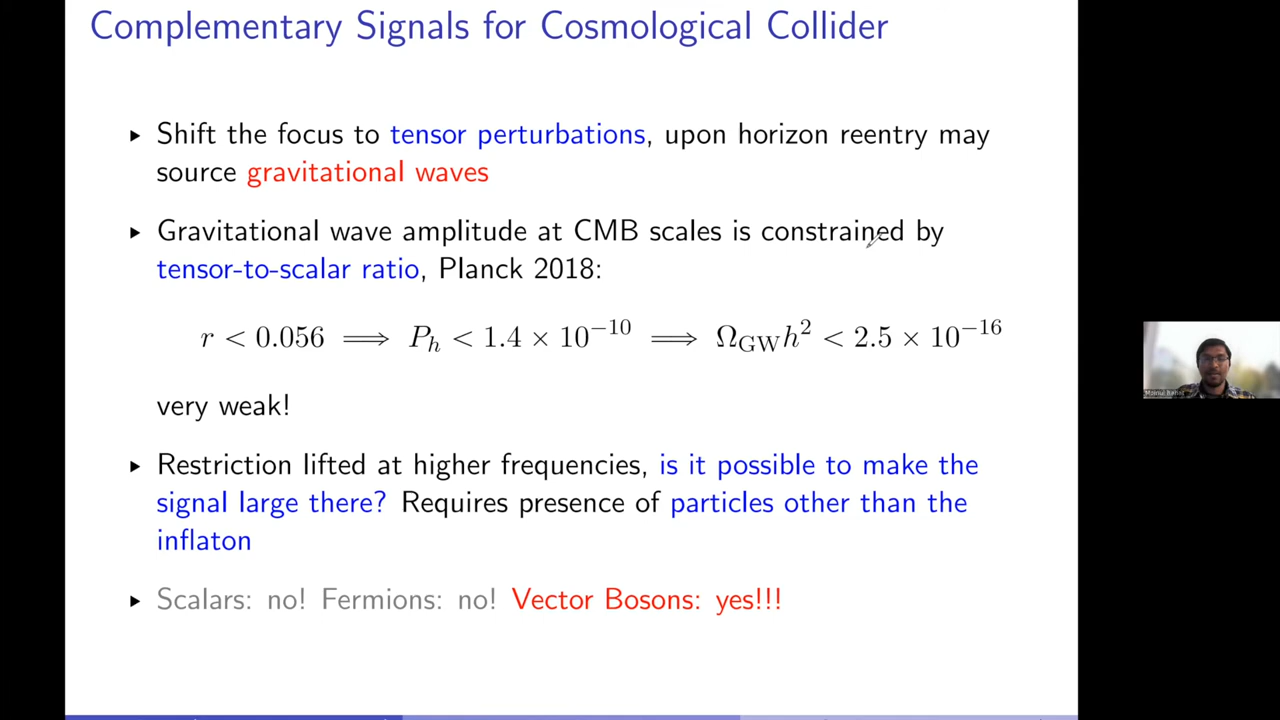 Complementary Signals for Cosmological Collider
▶ Shift the focus to tensor perturbations, upon horizon reentry may
source gravitational waves
▶ Gravitational wave amplitude at CMB scales is constrained by
tensor-to-scalar ratio, Planck 2018:
r < 0.056 ⟹ P_h < 1.4 × 10^{-10} ⟹ Ω_{GW}h^2 < 2.5 × 10^{-16}
very weak!
▶ Restriction lifted at higher frequencies, is it possible to make the
signal large there? Requires presence of particles other than the
inflaton
▶ Scalars: no! Fermions: no! Vector Bosons: yes!!!